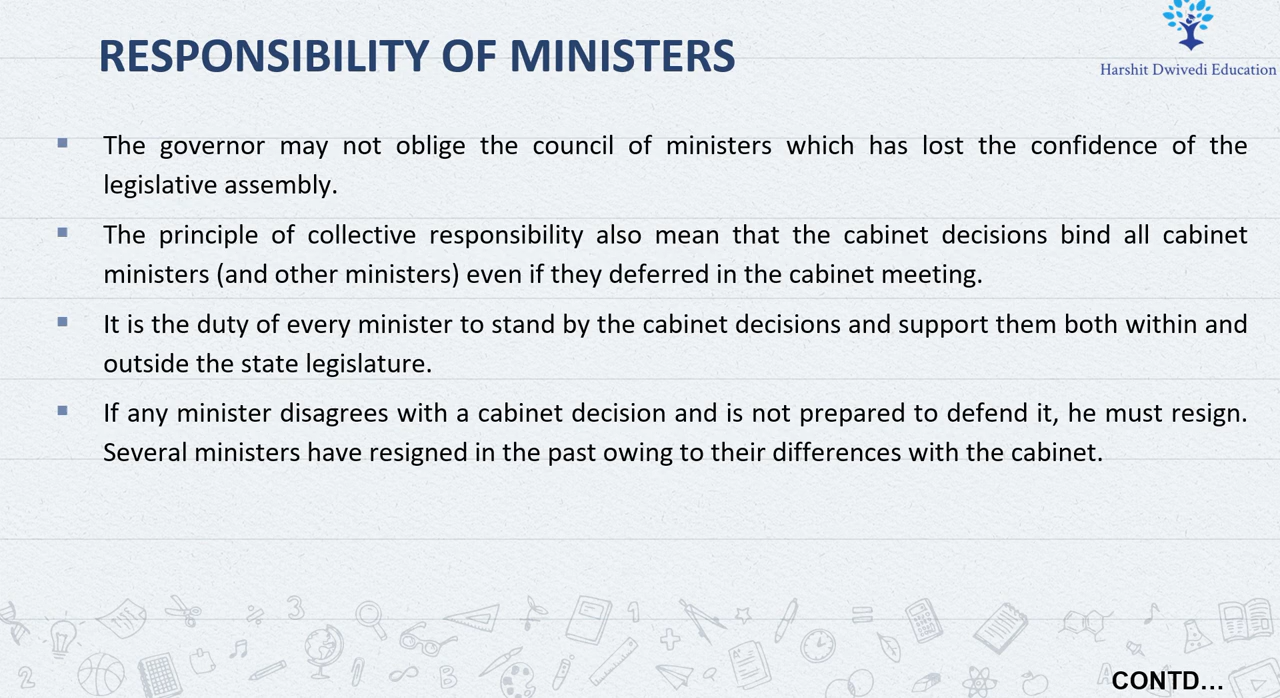 RESPONSIBILITY OF MINISTERS
Harshit Dwivedi Education
▪ The governor may not oblige the council of ministers which has lost the confidence of the
legislative assembly.
▪ The principle of collective responsibility also mean that the cabinet decisions bind all cabinet
ministers (and other ministers) even if they deferred in the cabinet meeting.
▪ It is the duty of every minister to stand by the cabinet decisions and support them both within and
outside the state legislature.
▪ If any minister disagrees with a cabinet decision and is not prepared to defend it, he must resign.
Several ministers have resigned in the past owing to their differences with the cabinet.
CONTD...